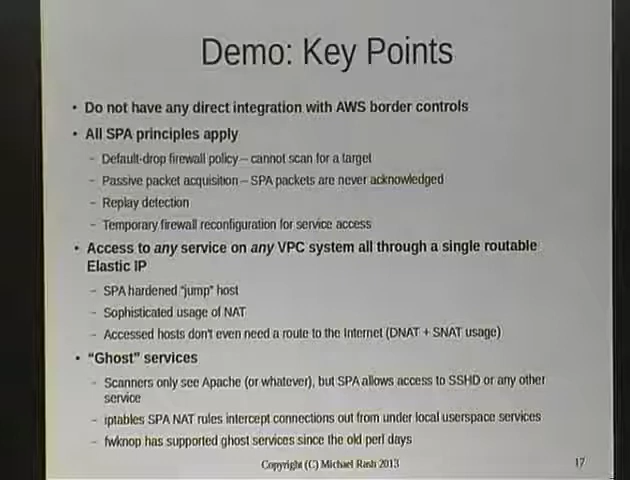 Demo: Key Points
• Do not have any direct integration with AWS border controls
• All SPA principles apply
– Default-drop firewall policy – cannot scan for a target
– Passive packet acquisition – SPA packets are never acknowledged
– Replay detection
– Temporary firewall reconfiguration for service access
• Access to any service on any VPC system all through a single routable
Elastic IP
– SPA hardened "jump" host
– Sophisticated usage of NAT
– Accessed hosts don't even need a route to the Internet (DNAT + SNAT usage)
• "Ghost" services
– Scanners only see Apache (or whatever), but SPA allows access to SSHD or any other
service
– iptables SPA NAT rules intercept connections out from under local userspace services
– fwknop has supported ghost services since the old perl days
Copyright (C) Michael Rash 2013
17